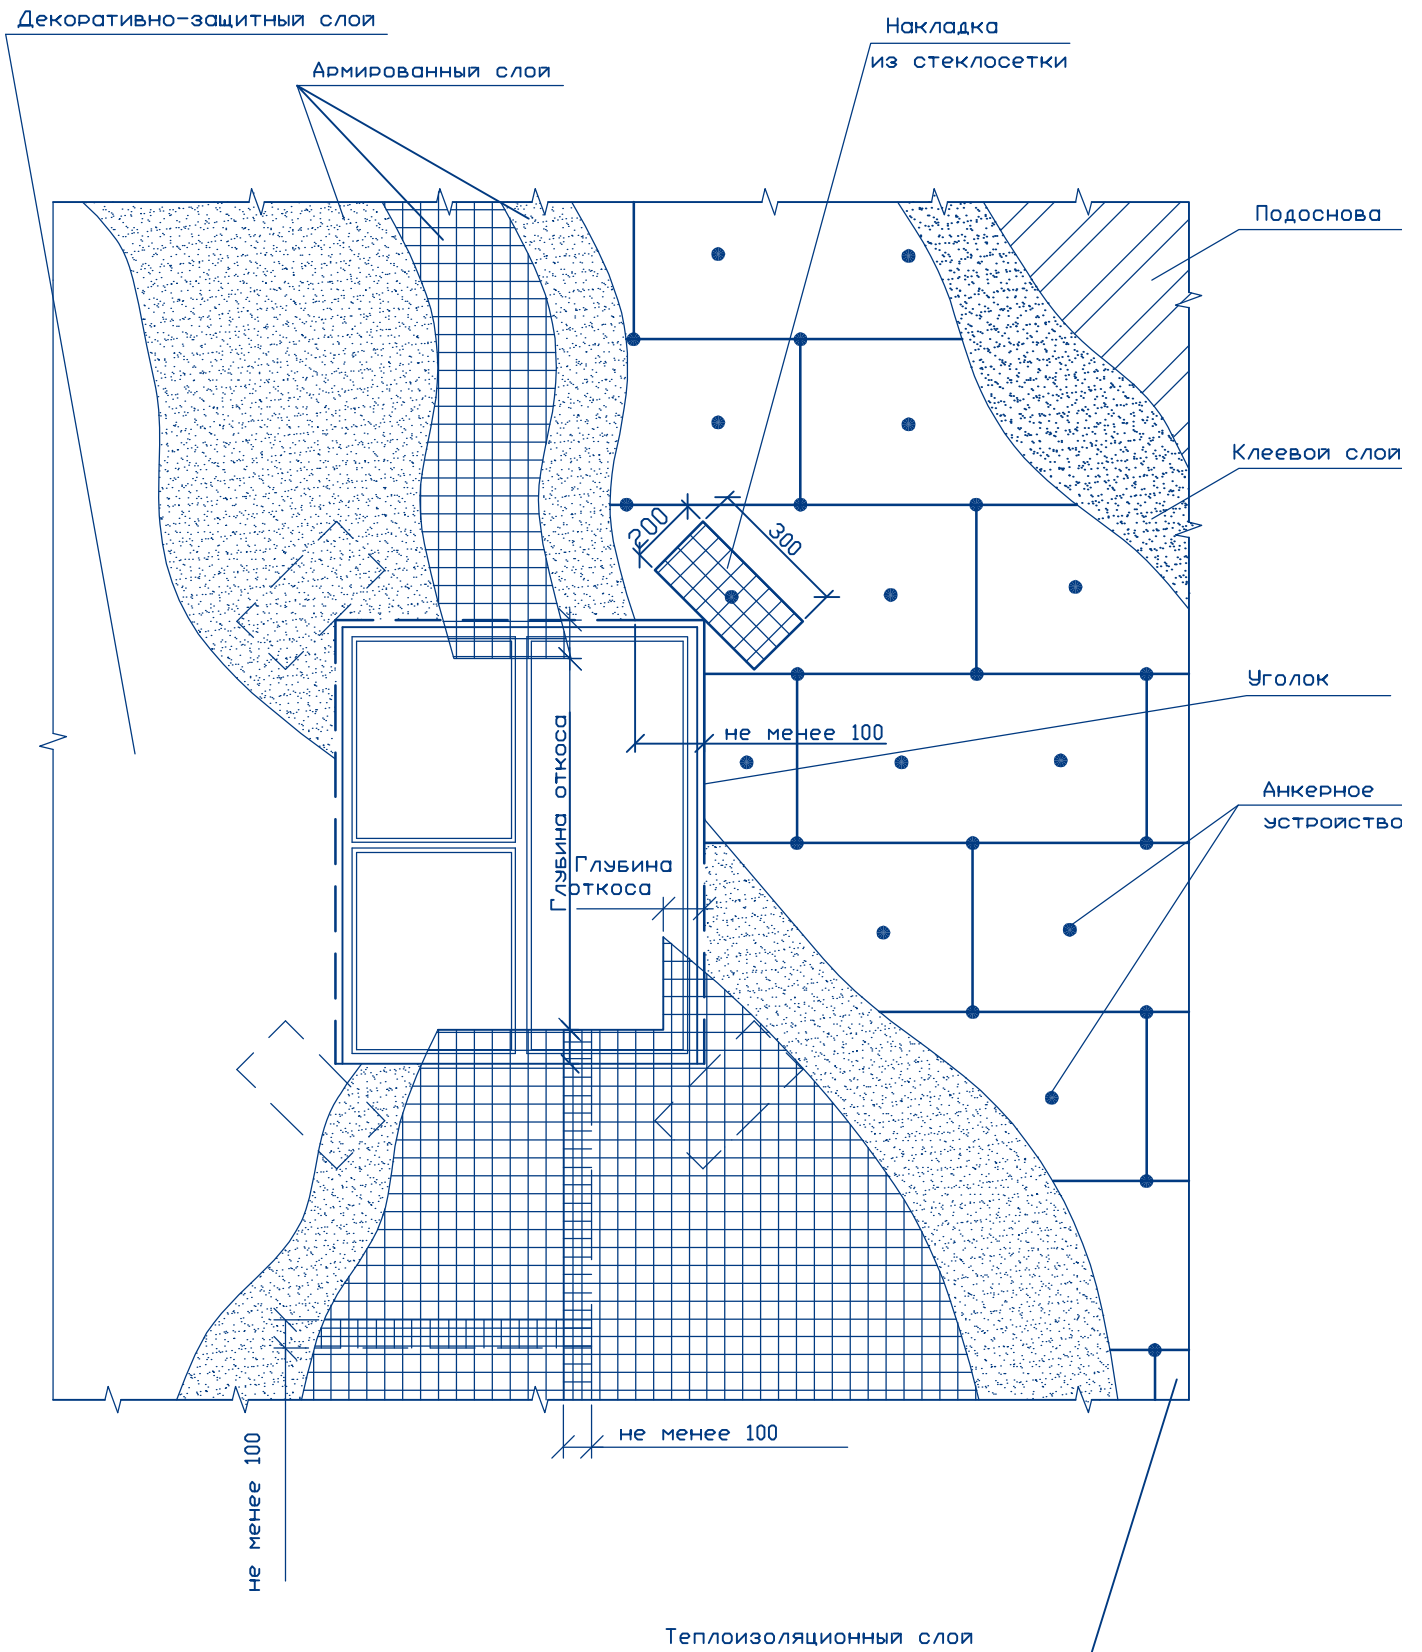 Декоративно-защитный слой
Накладка
из стеклосетки
Армированный слой
Подоснова
Клеевой слой
200
300
Уголок
не менее 100
Глубина откоса
Анкерное
устройство
Глубина
откоса
не менее 100
не менее 100
Теплоизоляционный слой